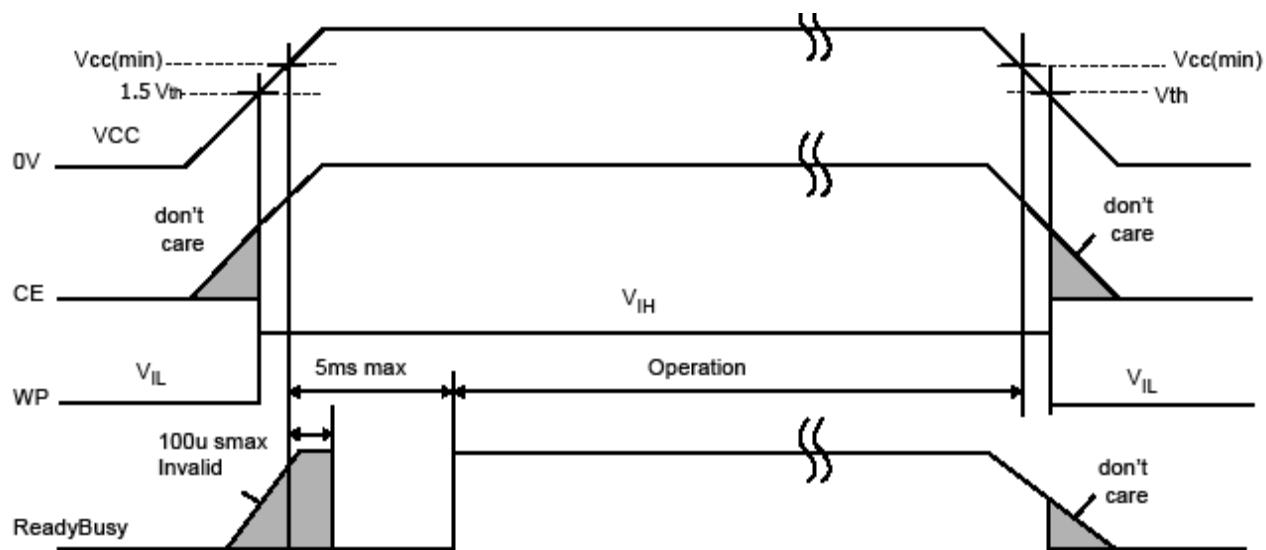 Vcc(min)
Vcc(min)
1.5 Vth
Vth
VCC
0V
don't
care
don't
care
CE
VIH
VIL
5ms max
Operation
VIL
WP
100u smax
Invalid
don't
care
ReadyBusy